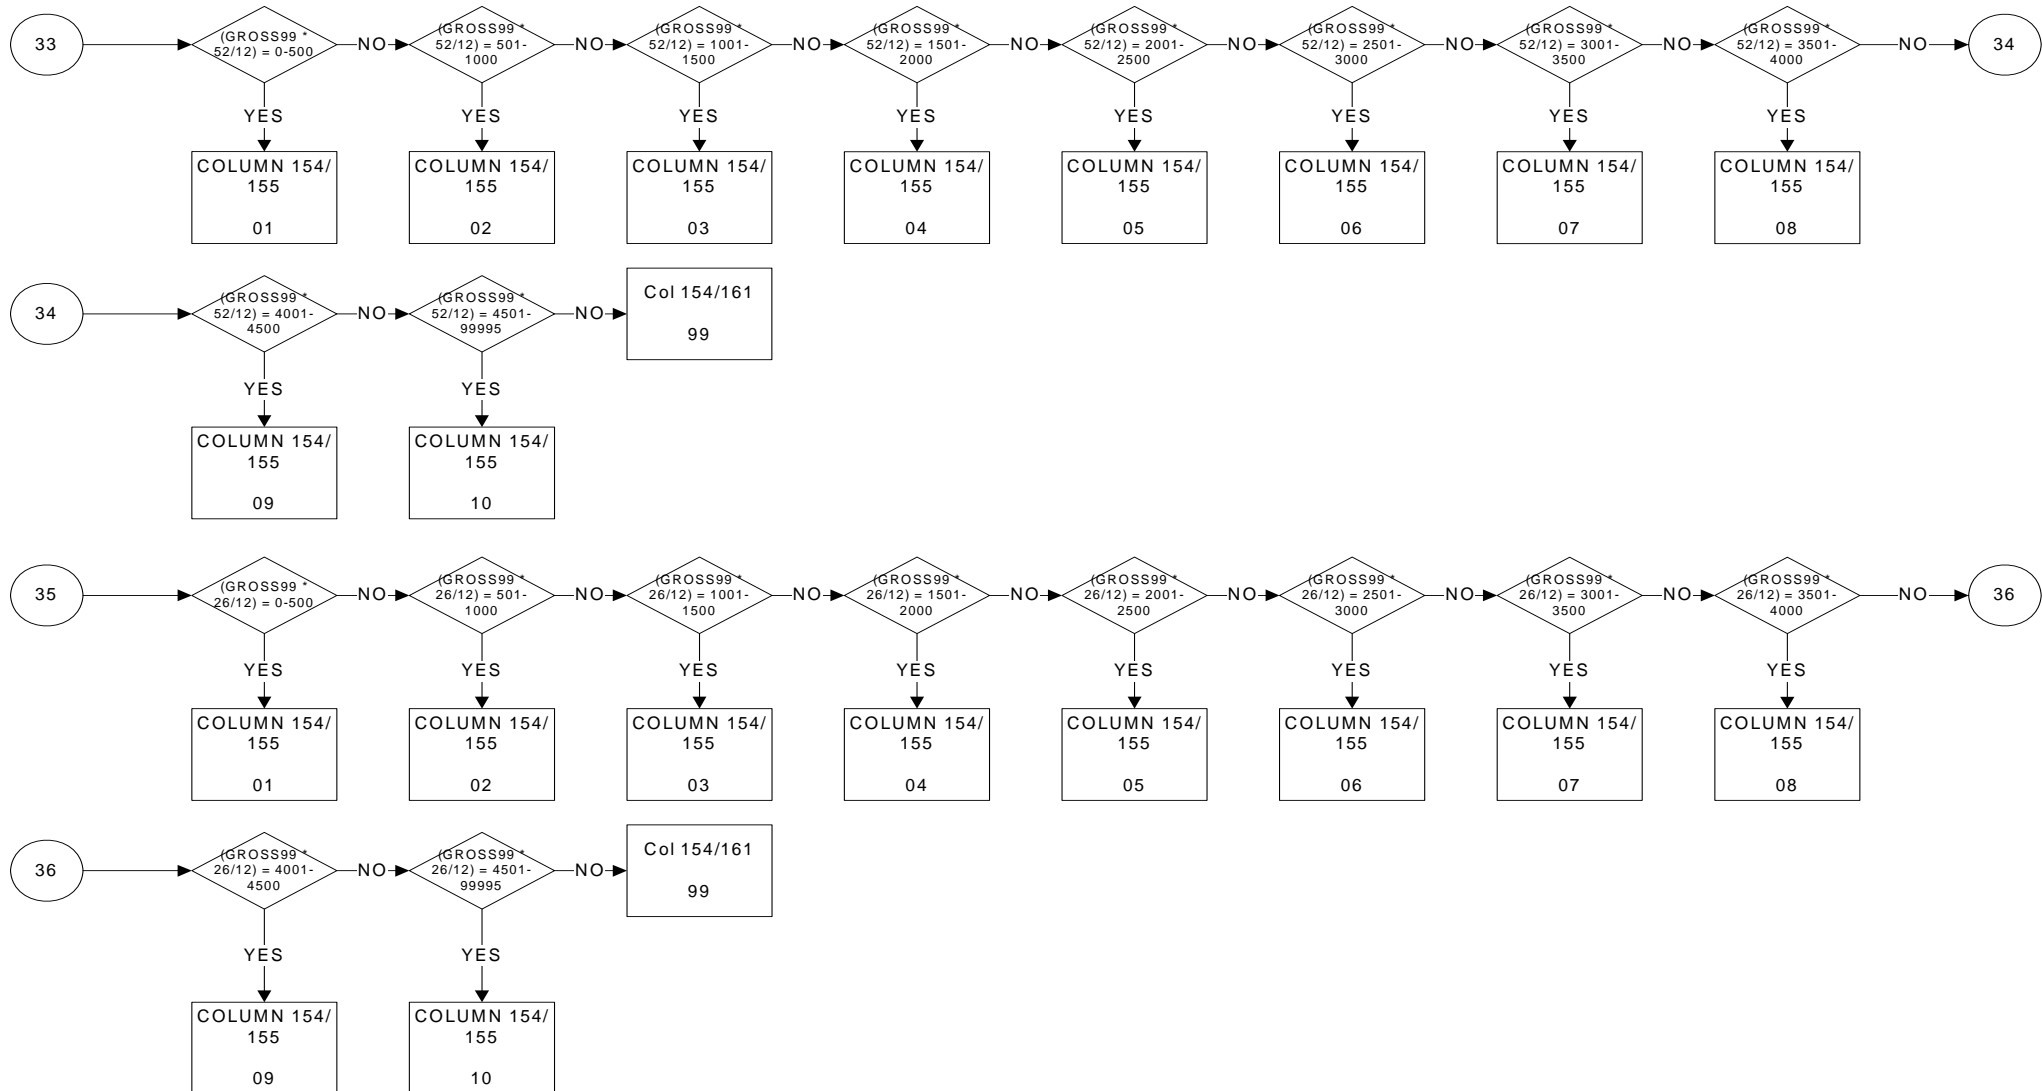 33
(GROSS99 *
52/12) = 0-500
NO
(GROSS99 *
52/12) = 501-
1000
NO
(GROSS99 *
52/12) = 1001-
1500
NO
(GROSS99 *
52/12) = 1501-
2000
NO
(GROSS99 *
52/12) = 2001-
2500
NO
(GROSS99 *
52/12) = 2501-
3000
NO
(GROSS99 *
52/12) = 3001-
3500
NO
(GROSS99 *
52/12) = 3501-
4000
NO
34
YES
YES
YES
YES
YES
YES
YES
YES
COLUMN 154/
155
01
COLUMN 154/
155
02
COLUMN 154/
155
03
COLUMN 154/
155
04
COLUMN 154/
155
05
COLUMN 154/
155
06
COLUMN 154/
155
07
COLUMN 154/
155
08
34
(GROSS99 *
52/12) = 4001-
4500
NO
(GROSS99 *
52/12) = 4501-
99995
NO
Col 154/161
99
YES
YES
COLUMN 154/
155
09
COLUMN 154/
155
10
35
(GROSS99 *
26/12) = 0-500
NO
(GROSS99 *
26/12) = 501-
1000
NO
(GROSS99 *
26/12) = 1001-
1500
NO
(GROSS99 *
26/12) = 1501-
2000
NO
(GROSS99 *
26/12) = 2001-
2500
NO
(GROSS99 *
26/12) = 2501-
3000
NO
(GROSS99 *
26/12) = 3001-
3500
NO
(GROSS99 *
26/12) = 3501-
4000
NO
36
YES
YES
YES
YES
YES
YES
YES
YES
COLUMN 154/
155
01
COLUMN 154/
155
02
COLUMN 154/
155
03
COLUMN 154/
155
04
COLUMN 154/
155
05
COLUMN 154/
155
06
COLUMN 154/
155
07
COLUMN 154/
155
08
36
(GROSS99 *
26/12) = 4001-
4500
NO
(GROSS99 *
26/12) = 4501-
99995
NO
Col 154/161
99
YES
YES
COLUMN 154/
155
09
COLUMN 154/
155
10